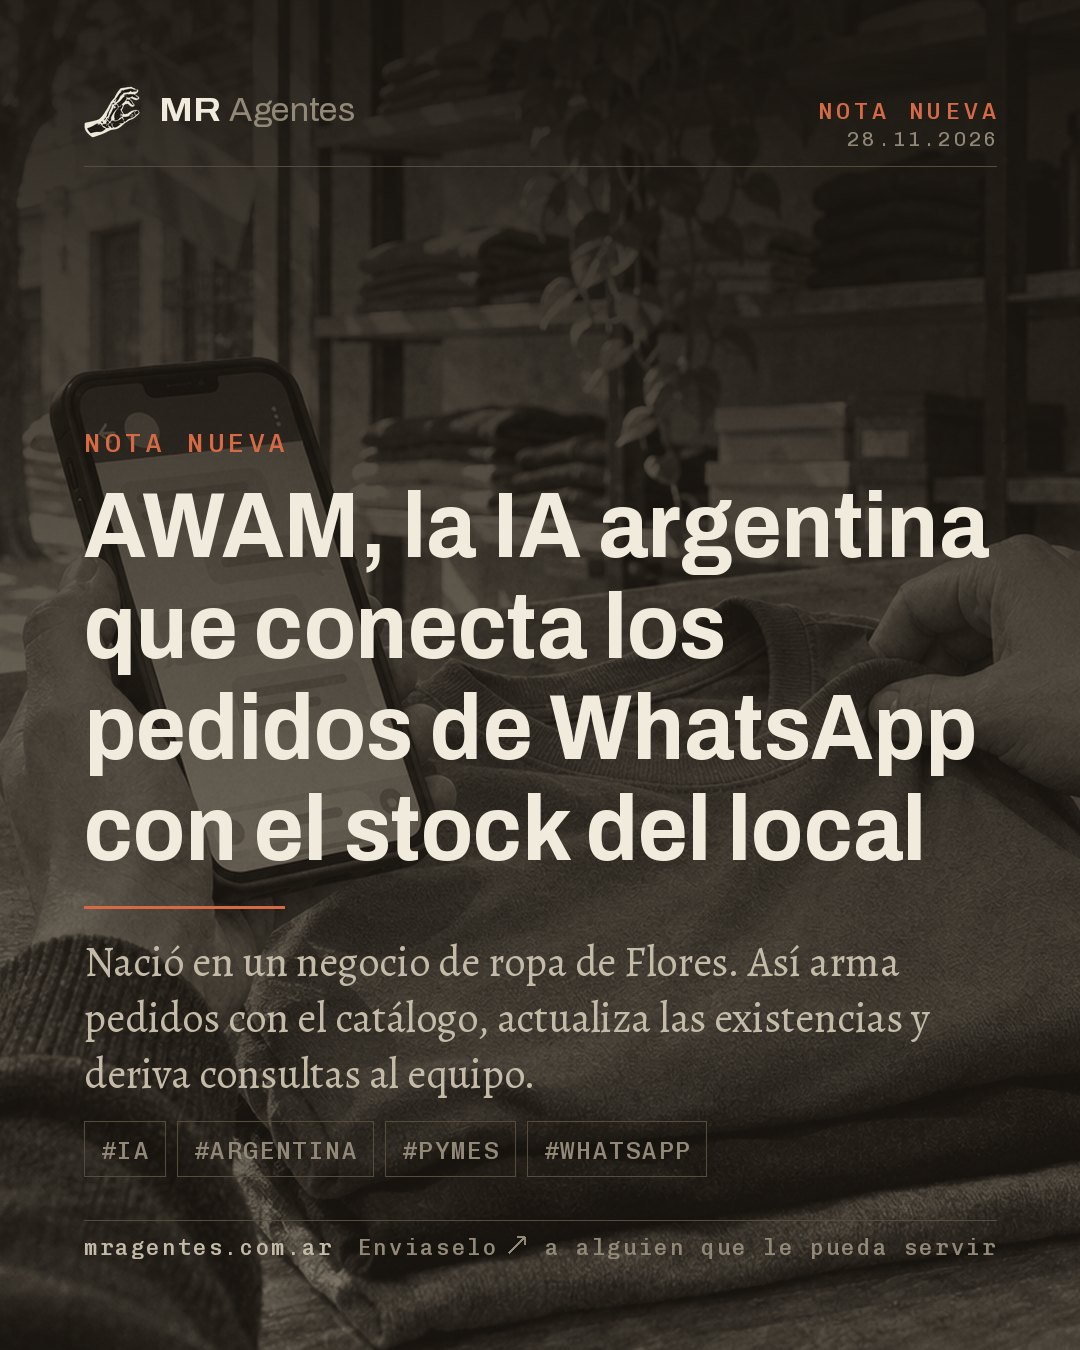 MR Agentes
NOTA NUEVA
28.11.2026
NOTA NUEVA
AWAM, la IA argentina
que conecta los
pedidos de WhatsApp
con el stock del local
Nació en un negocio de ropa de Flores. Así arma
pedidos con el catálogo, actualiza las existencias y
deriva consultas al equipo.
#IA #ARGENTINA #PYMES #WHATSAPP
mragentes.com.ar Enviaselo ↗ a alguien que le pueda servir